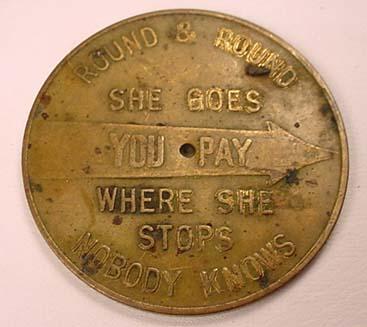 ROUND & ROUND
SHE GOES
YOU PAY
WHERE SHE
STOPS
NOBODY KNOWS